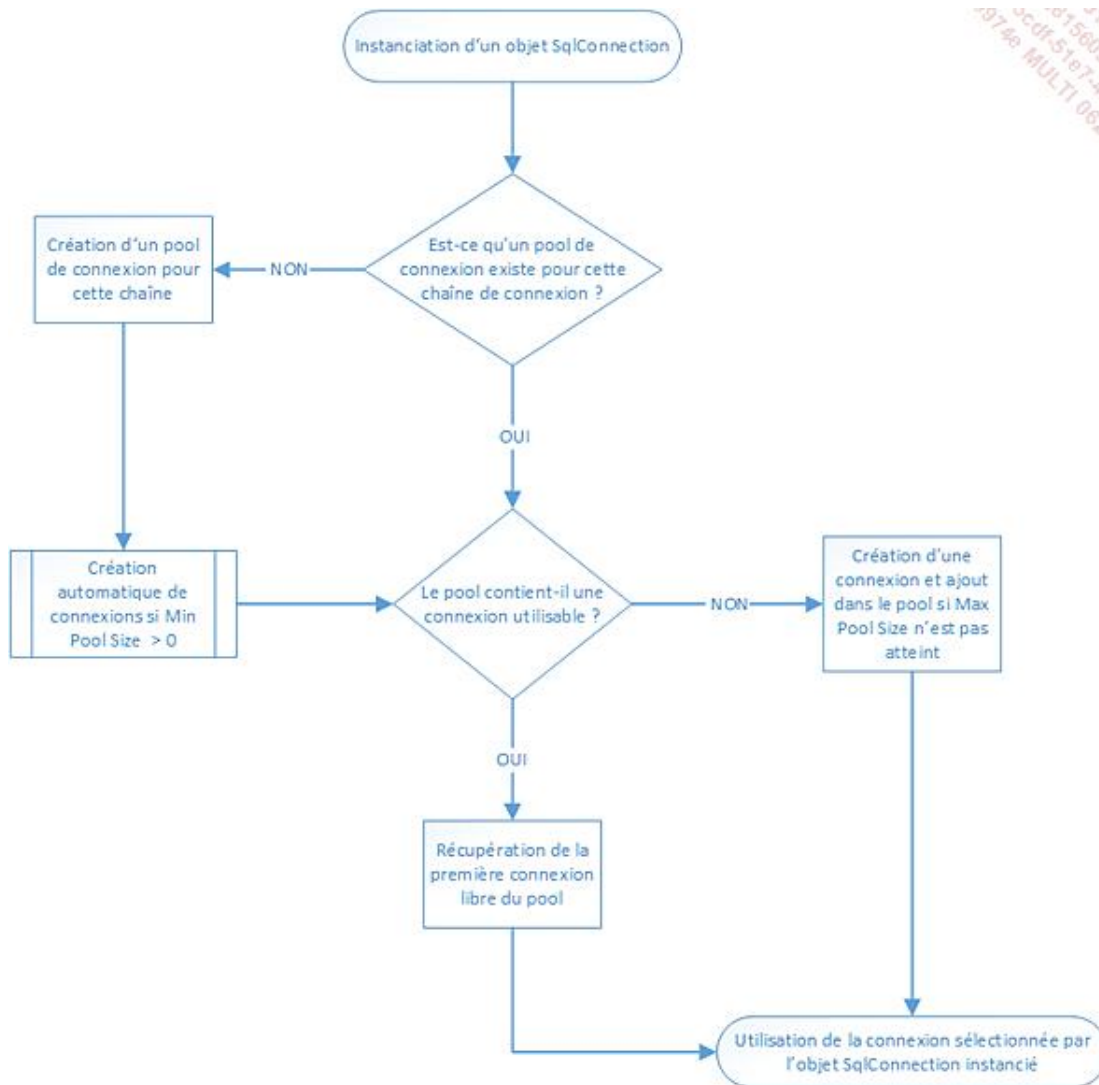 Instanciation d'un objet SqlConnection
Est-ce qu'un pool de
connexion existe pour cette
chaîne de connexion ?
NON
Création d'un pool
de connexion pour
cette chaîne
OUI
Création
automatique de
connexions si Min
Pool Size > 0
Le pool contient-il une
connexion utilisable ?
NON
Création d'une
connexion et ajout
dans le pool si Max
Pool Size n'est pas
atteint
OUI
Récupération de la
première connexion
libre du pool
Utilisation de la connexion sélectionnée par
l'objet SqlConnection instancié